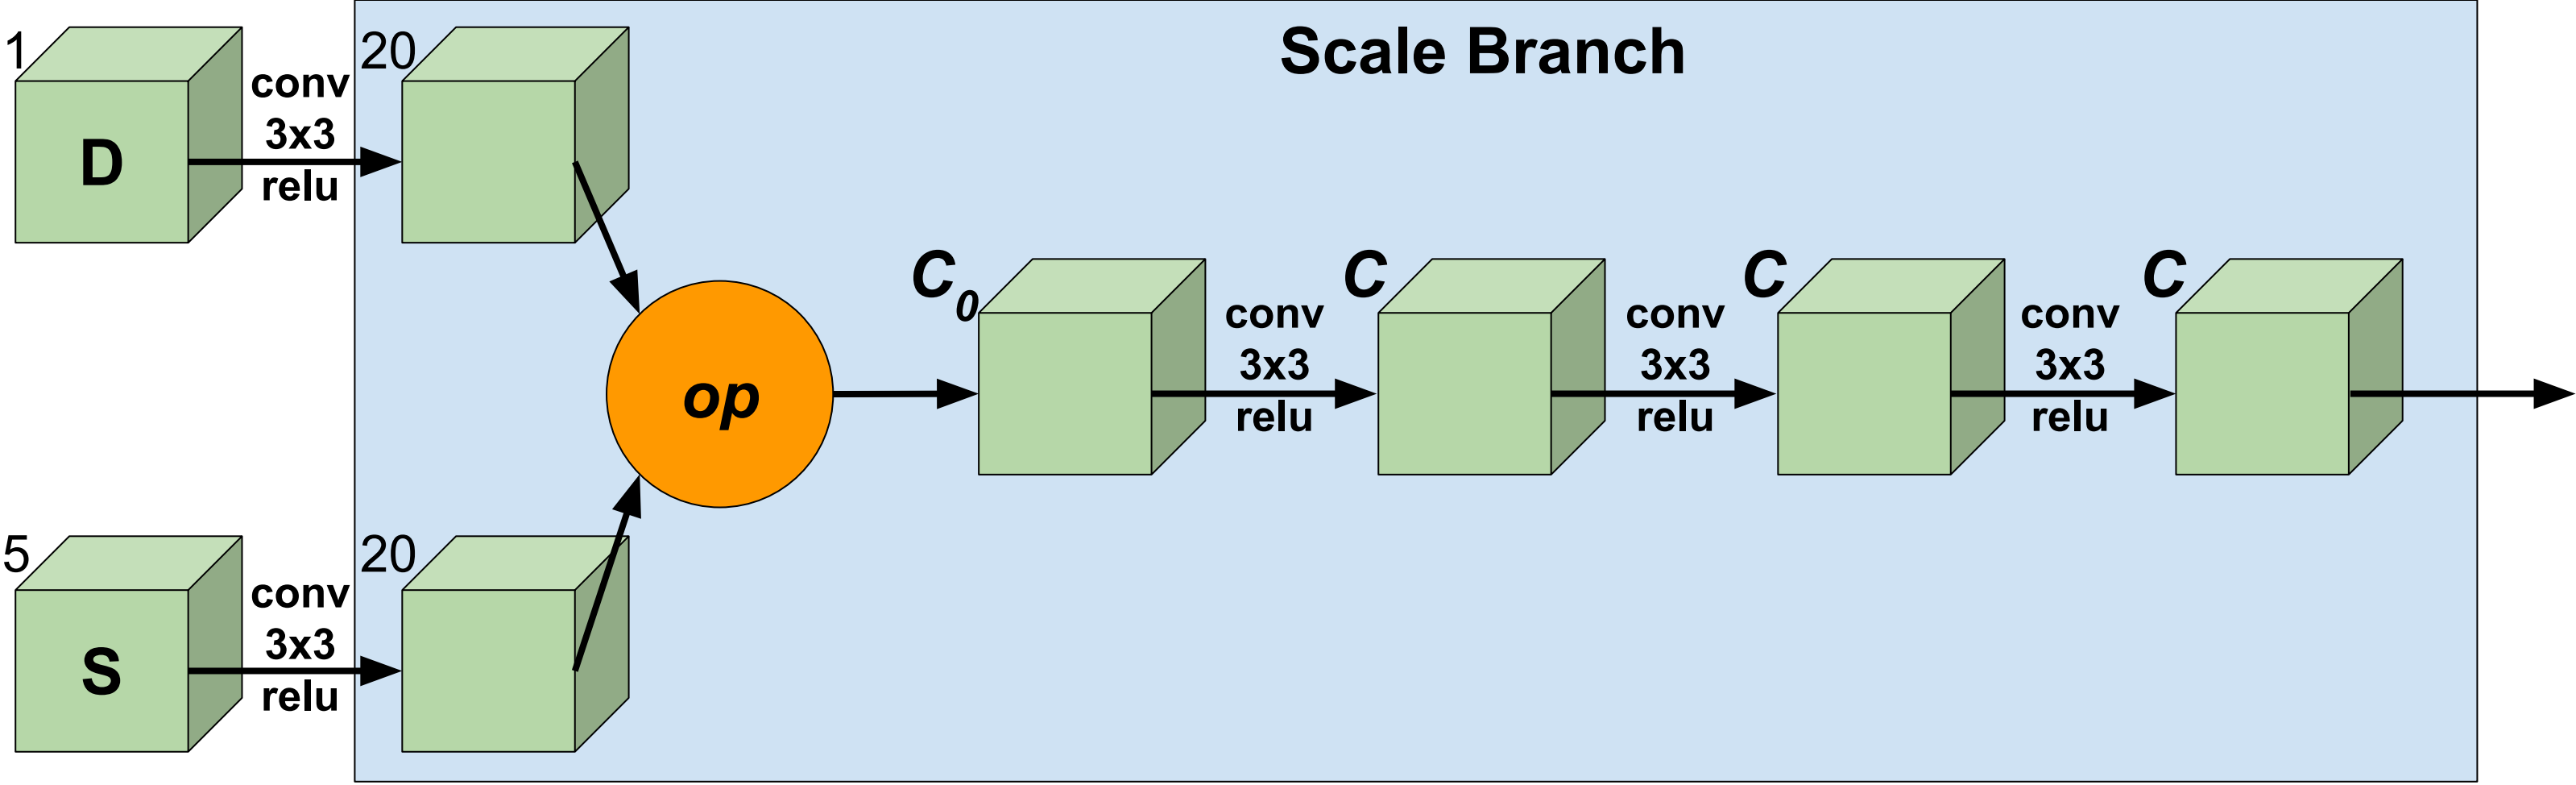 Scale Branch
1
D
conv
3x3
relu
20
5
S
conv
3x3
relu
20
op
C0
conv
3x3
relu
C
conv
3x3
relu
C
conv
3x3
relu
C